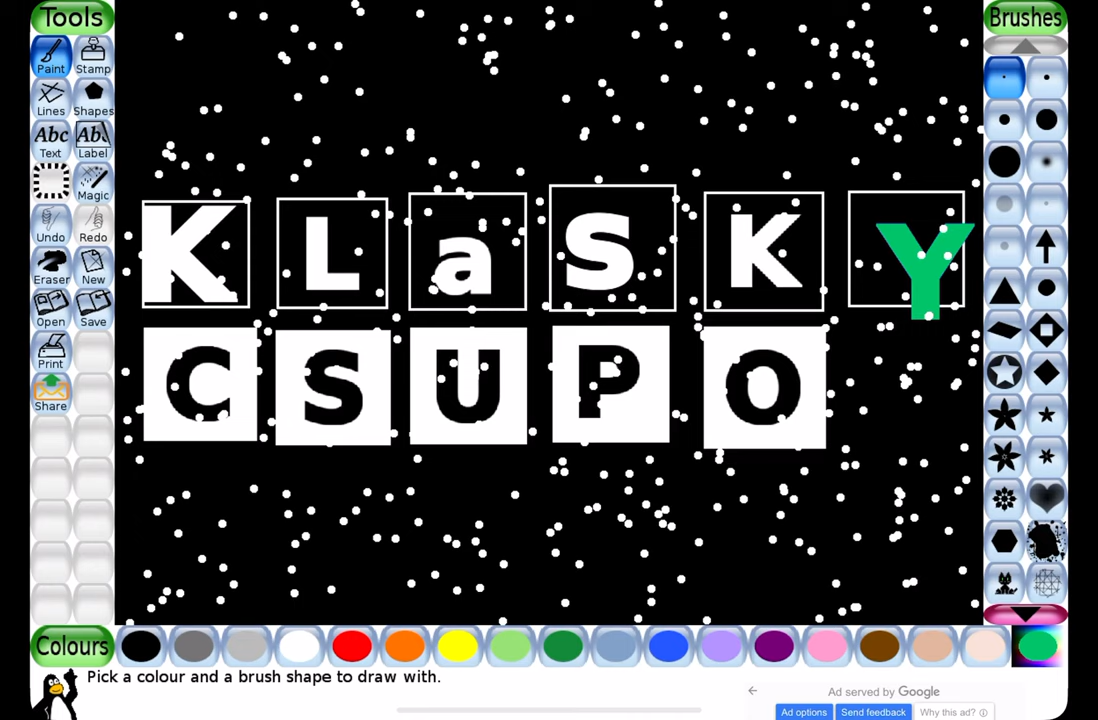 Tools
Brushes
Paint
Stamp
Lines
Shapes
Abc
Abc
Text
Label
Magic
Undo
Redo
Eraser
New
Open
Save
Print
Share
K L a S K Y
C S U P O
Colours
Pick a colour and a brush shape to draw with.
Ad served by Google
Ad options
Send feedback
Why this ad?